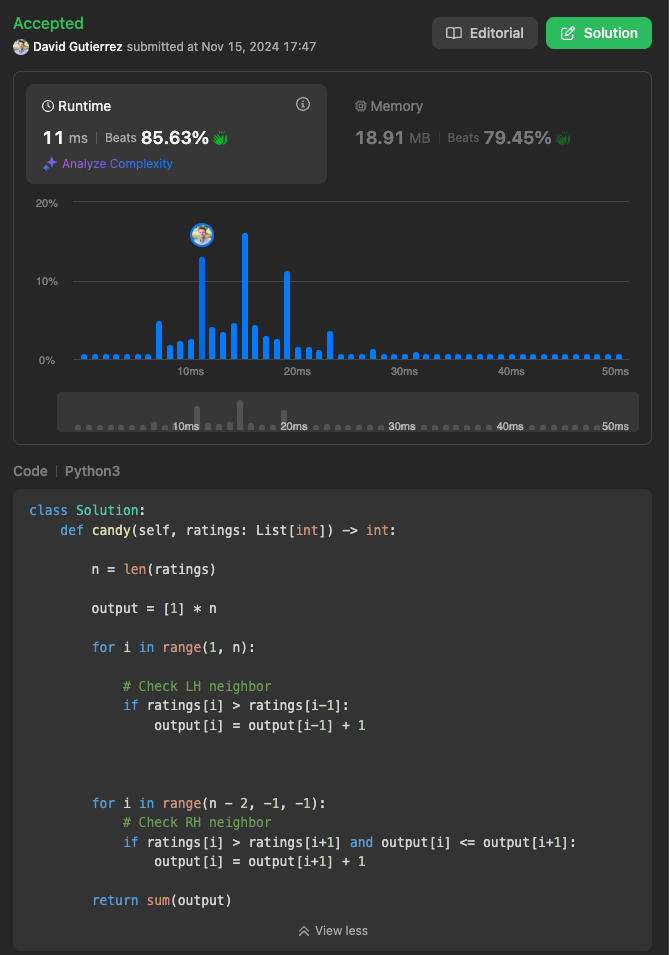 Accepted
David Gutierrez submitted at Nov 15, 2024 17:47
Editorial
Solution
Runtime
11 ms | Beats 85.63%
Analyze Complexity
Memory
18.91 MB | Beats 79.45%
20%
10%
0%
10ms 20ms 30ms 40ms 50ms
10ms 20ms 30ms 40ms 50ms
Code | Python3
class Solution:
    def candy(self, ratings: List[int]) -> int:
        n = len(ratings)
        output = [1] * n
        for i in range(1, n):
            # Check LH neighbor
            if ratings[i] > ratings[i-1]:
                output[i] = output[i-1] + 1
        for i in range(n - 2, -1, -1):
            # Check RH neighbor
            if ratings[i] > ratings[i+1] and output[i] <= output[i+1]:
                output[i] = output[i+1] + 1
        return sum(output)
View less